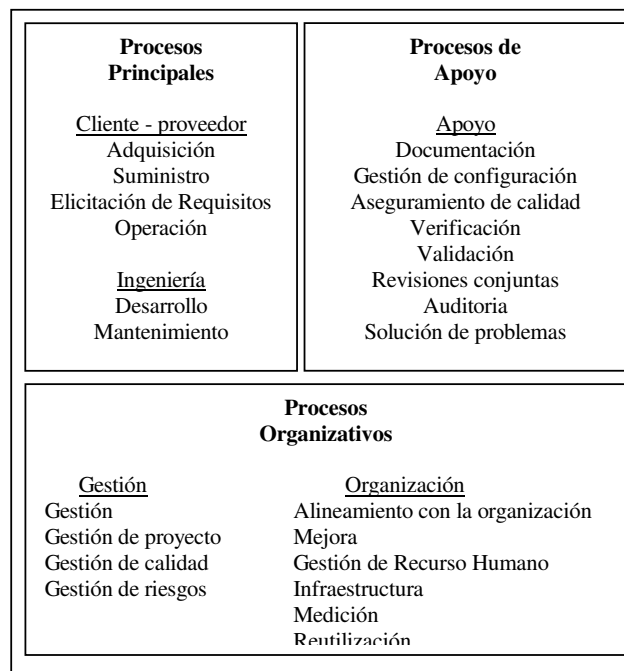 Procesos
Principales
Cliente - proveedor
Adquisición
Suministro
Elicitación de Requisitos
Operación
Ingeniería
Desarrollo
Mantenimiento
Procesos de
Apoyo
Apoyo
Documentación
Gestión de configuración
Aseguramiento de calidad
Verificación
Validación
Revisiones conjuntas
Auditoria
Solución de problemas
Procesos
Organizativos
Gestión
Gestión
Gestión de proyecto
Gestión de calidad
Gestión de riesgos
Organización
Alineamiento con la organización
Mejora
Gestión de Recurso Humano
Infraestructura
Medición
Reutilización